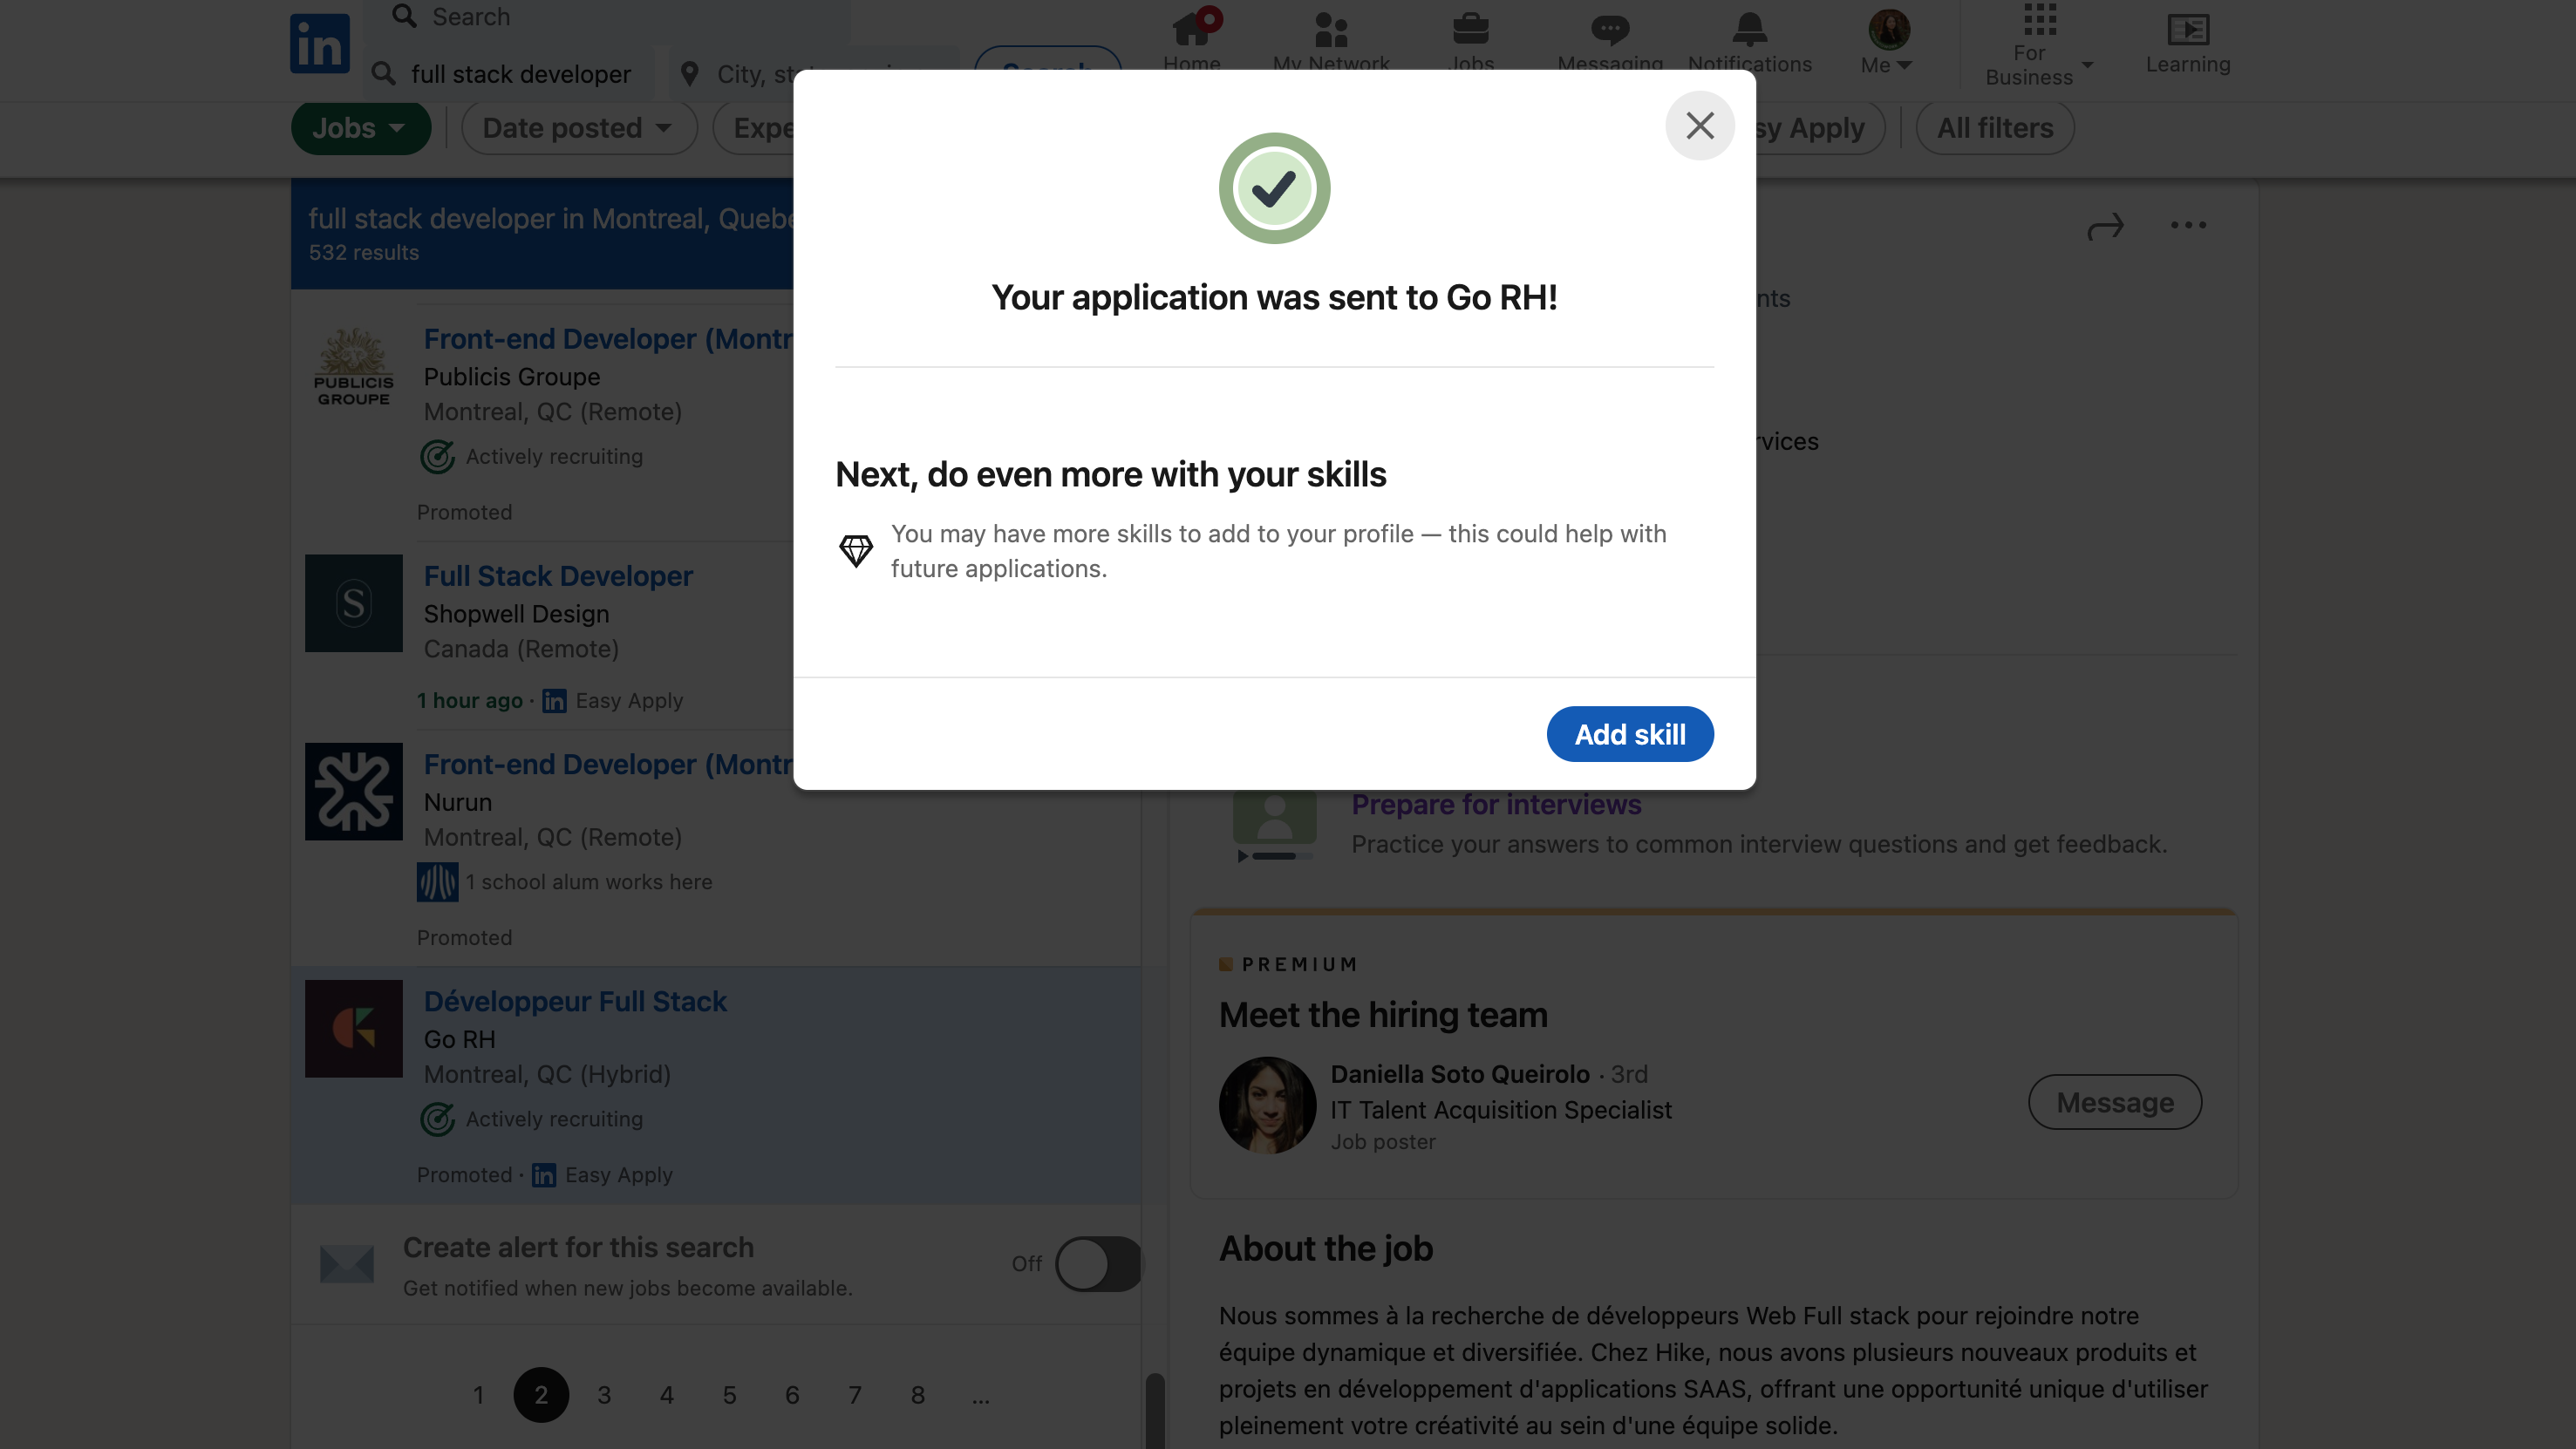 in
Search
full stack developer
City, st
Search
Home
My Network
Jobs
Messaging
Notifications
Me
For
Business
Learning
Jobs
Date posted
Expe
sy Apply
All filters
full stack developer in Montreal, Quebe
532 results
PUBLICIS
GROUPE
Front-end Developer (Montr
Publicis Groupe
Montreal, QC (Remote)
Actively recruiting
Promoted
S
Full Stack Developer
Shopwell Design
Canada (Remote)
1 hour ago · in Easy Apply
Front-end Developer (Montr
Nurun
Montreal, QC (Remote)
1 school alum works here
Promoted
Développeur Full Stack
Go RH
Montreal, QC (Hybrid)
Actively recruiting
Promoted · in Easy Apply
Create alert for this search
Get notified when new jobs become available.
Off
1 2 3 4 5 6 7 8 ...
Your application was sent to Go RH!
Next, do even more with your skills
You may have more skills to add to your profile — this could help with
future applications.
Add skill
nts
rvices
Prepare for interviews
Practice your answers to common interview questions and get feedback.
PREMIUM
Meet the hiring team
Daniella Soto Queirolo · 3rd
IT Talent Acquisition Specialist
Job poster
Message
About the job
Nous sommes à la recherche de développeurs Web Full stack pour rejoindre notre
équipe dynamique et diversifiée. Chez Hike, nous avons plusieurs nouveaux produits et
projets en développement d'applications SAAS, offrant une opportunité unique d'utiliser
pleinement votre créativité au sein d'une équipe solide.